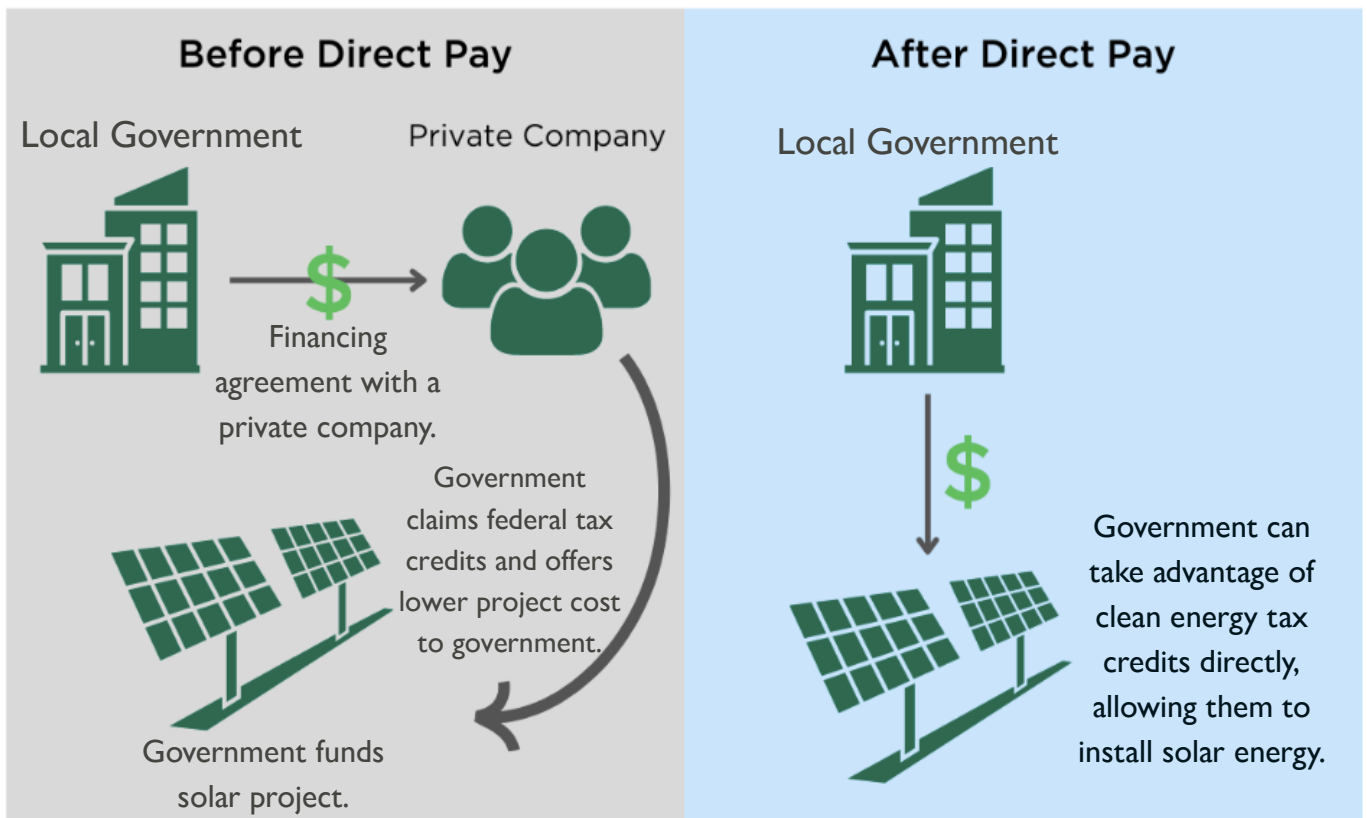 Before Direct Pay
Local Government
Private Company
$
Financing
agreement with a
private company.
Government
claims federal tax
credits and offers
lower project cost
to government.
Government funds
solar project.
After Direct Pay
Local Government
$
Government can
take advantage of
clean energy tax
credits directly,
allowing them to
install solar energy.